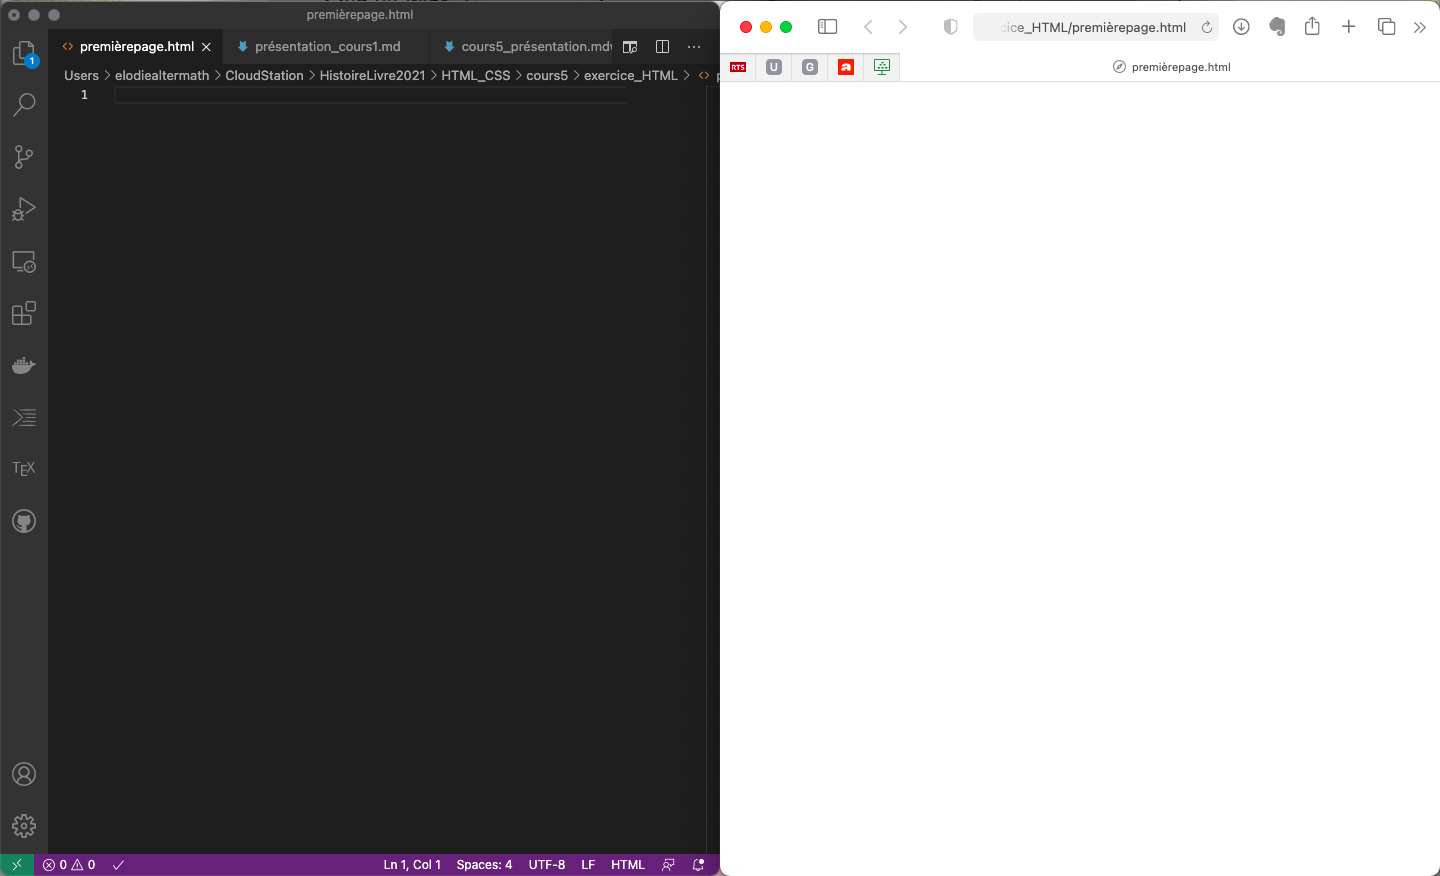 premièrepage.html
premièrepage.html
présentation_cours1.md
cours5_présentation.md
Users > elodiealtermath > CloudStation > HistoireLivre2021 > HTML_CSS > cours5 > exercice_HTML >
1
1
TEX
0 0
Ln 1, Col 1
Spaces: 4
UTF-8
LF
HTML
cice_HTML/premièrepage.html
RTS
U
G
a
premièrepage.html